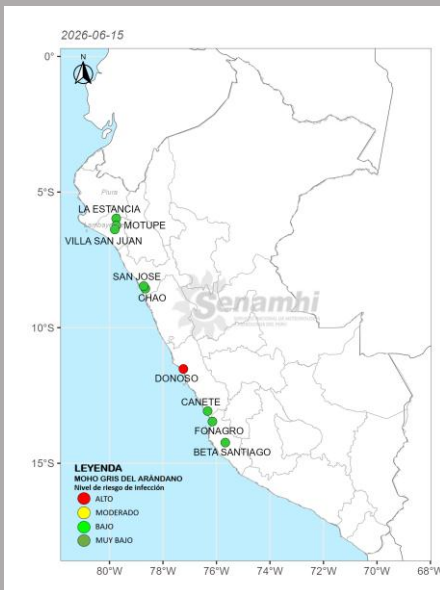 2026-06-15
N
0°
5°S
10°S
15°S
Piura
LA ESTANCIA
MOTUPE
VILLA SAN JUAN
SAN JOSE
CHAO
Senamhi
DONOSO
CANETE
FONAGRO
BETA SANTIAGO
LEYENDA
MOHO GRIS DEL ARÁNDANO
Nivel de riesgo de infección
ALTO
MODERADO
BAJO
MUY BAJO
80°W 78°W 76°W 74°W 72°W 70°W 68°W